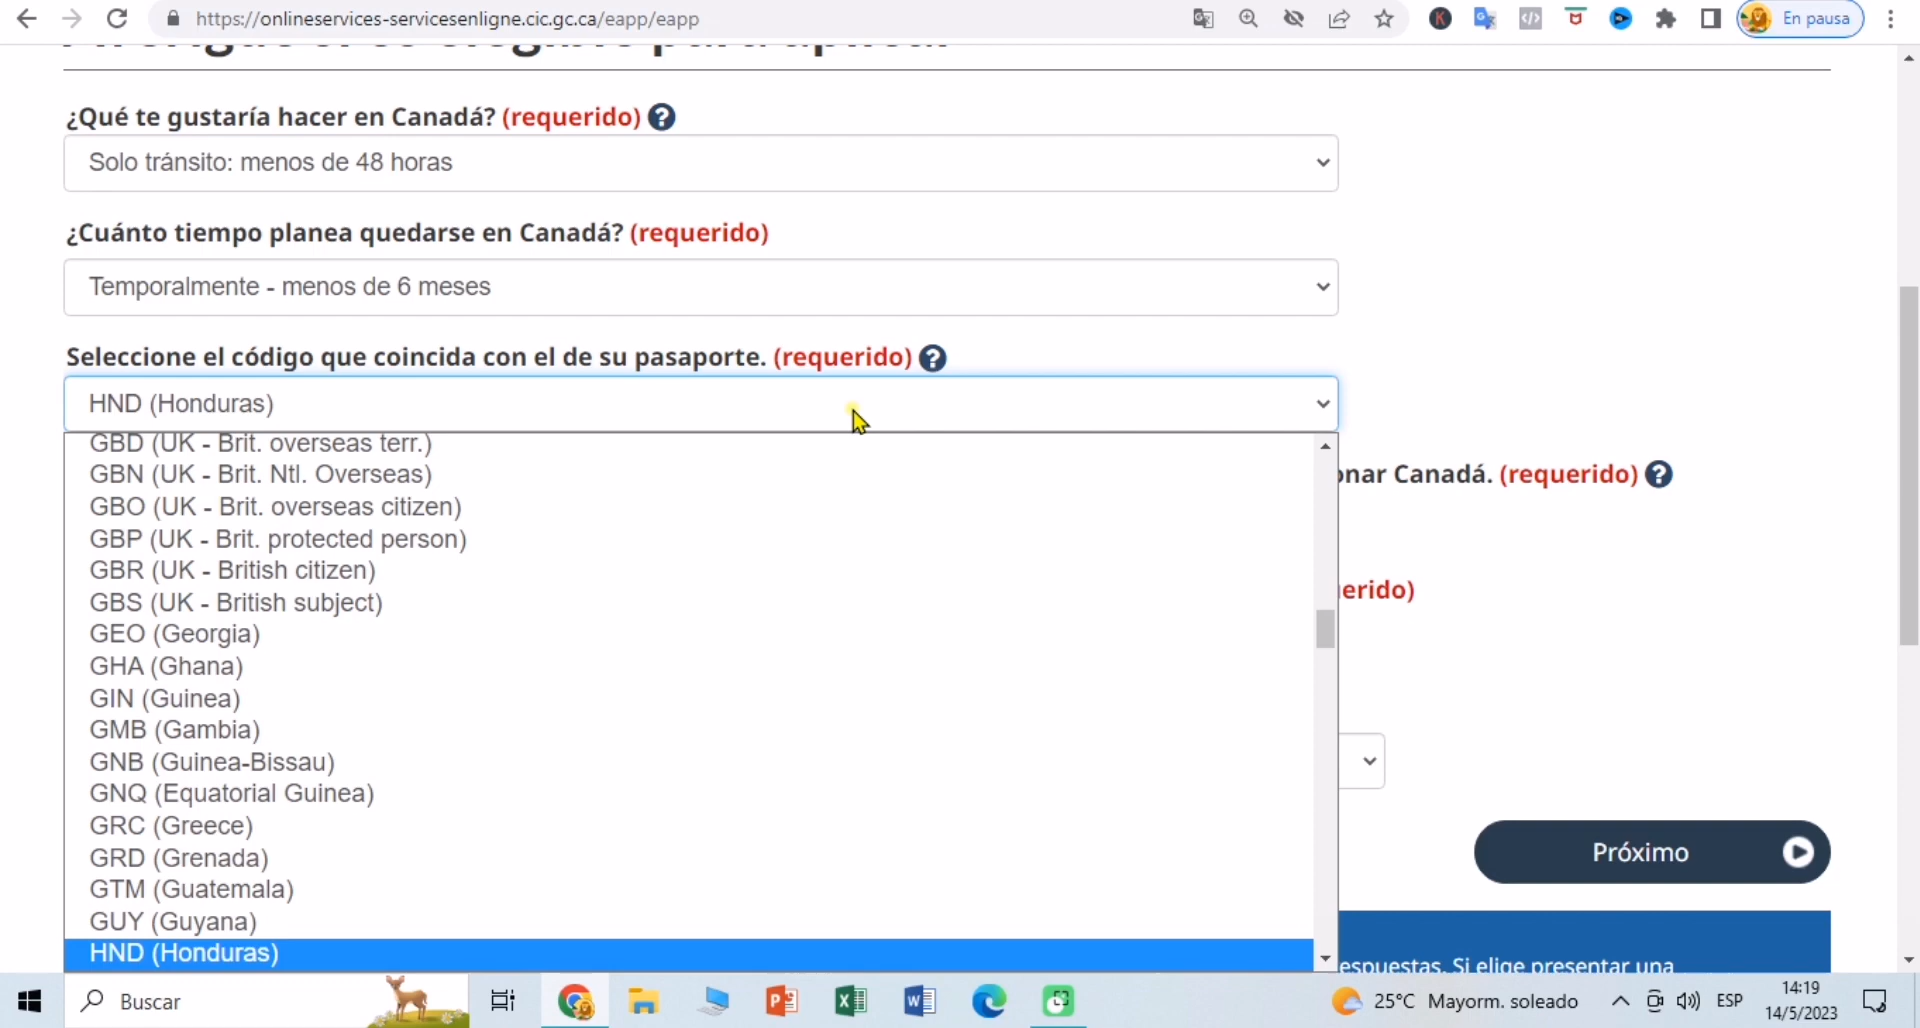 https://onlineservices-servicesenligne.cic.gc.ca/eapp/eapp
En pausa
¿Qué te gustaría hacer en Canadá? (requerido) ?
Solo tránsito: menos de 48 horas
¿Cuánto tiempo planea quedarse en Canadá? (requerido)
Temporalmente - menos de 6 meses
Seleccione el código que coincida con el de su pasaporte. (requerido) ?
HND (Honduras)
GBD (UK - Brit. overseas terr.)
GBN (UK - Brit. Ntl. Overseas)
onar Canadá. (requerido) ?
GBO (UK - Brit. overseas citizen)
GBP (UK - Brit. protected person)
GBR (UK - British citizen)
GBS (UK - British subject)
erido)
GEO (Georgia)
GHA (Ghana)
GIN (Guinea)
GMB (Gambia)
GNB (Guinea-Bissau)
GNQ (Equatorial Guinea)
GRC (Greece)
GRD (Grenada)
Próximo
GTM (Guatemala)
GUY (Guyana)
HND (Honduras)
espuestas. Si elige presentar una
Buscar
25°C Mayorm. soleado
ESP
14:19
14/5/2023